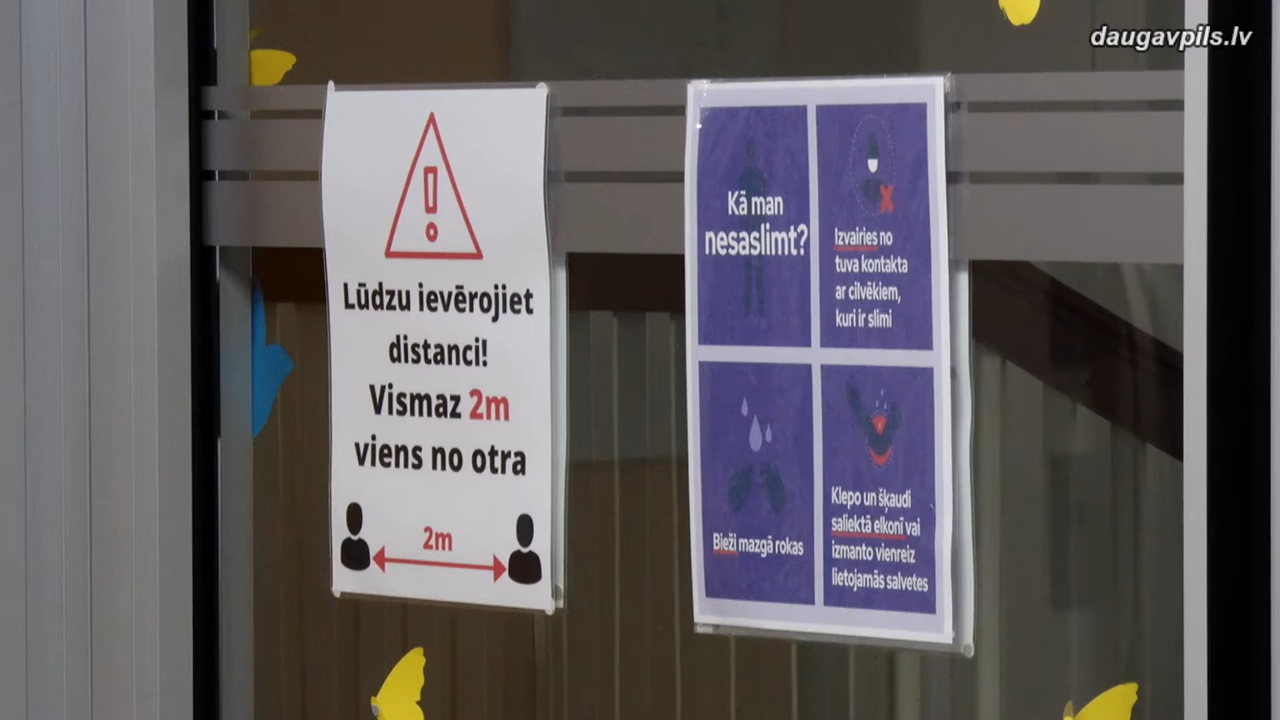 daugavpils.lv
Lūdzu ievērojiet
distanci!
Vismaz 2m
viens no otra
2m
Kā man
nesaslimt?
Izvairies no
tuva kontakta
ar cilvēkiem,
kuri ir slimi
Bieži mazgā rokas
Klepo un šķaudi
saliektā elkonī vai
izmanto vienreiz
lietojamās salvetes